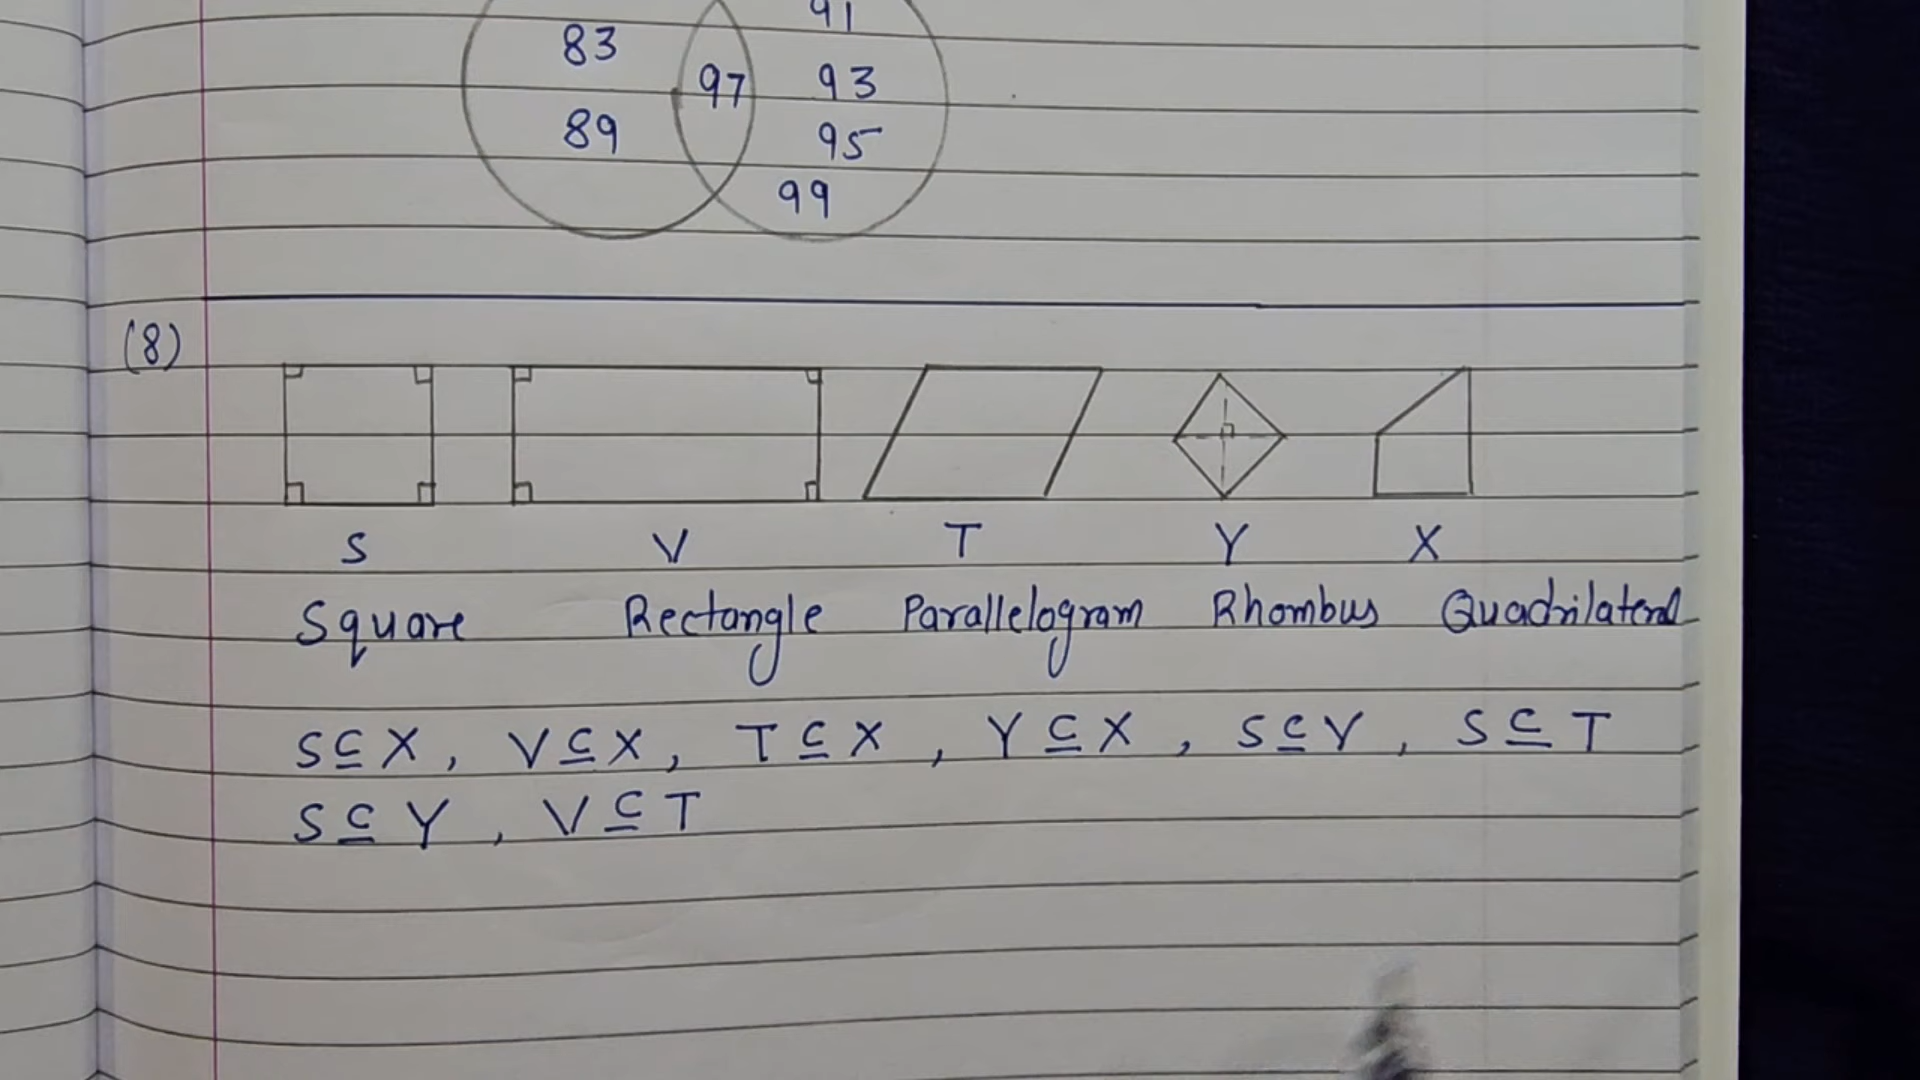 91
83
97 93
89 95
99
(8)
S V T Y X
Square Rectangle Parallelogram Rhombus Quadrilateral
S ⊆ X, V ⊆ X, T ⊆ X, Y ⊆ X, S ⊆ V, S ⊆ T
S ⊆ Y, V ⊆ T